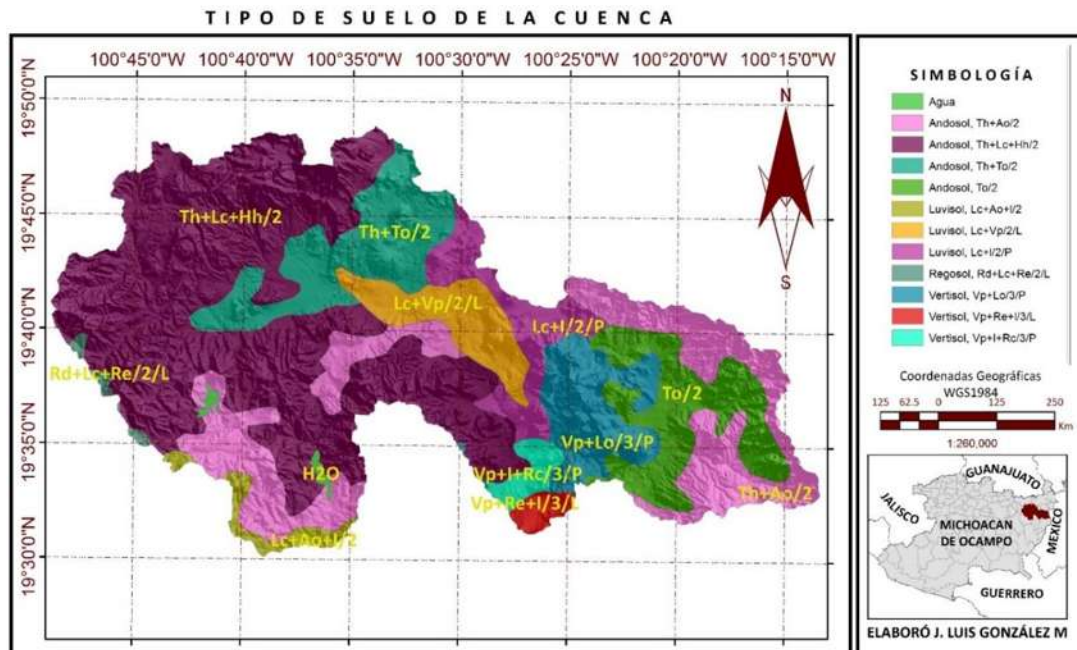 TIPO DE SUELO DE LA CUENCA
100°45'0"W 100°40'0"W 100°35'0"W 100°30'0"W 100°25'0"W 100°20'0"W 100°15'0"W
19°50'0"N
19°45'0"N
19°40'0"N
19°35'0"N
19°30'0"N
N
S
Th+Lc+Hh/2
Th+To/2
Lc+Vp/2/L
Lc+I/2/P
Rd+Lc+Re/2/L
To/2
Vp+Lo/3/P
H2O
Vp+I+Rc/3/P
Th+Ao/2
Vp+Re+I/3/L
Lc+Ao+I/2
SIMBOLOGÍA
Agua
Andosol, Th+Ao/2
Andosol, Th+Lc+Hh/2
Andosol, Th+To/2
Andosol, To/2
Luvisol, Lc+Ao+I/2
Luvisol, Lc+Vp/2/L
Luvisol, Lc+I/2/P
Regosol, Rd+Lc+Re/2/L
Vertisol, Vp+Lo/3/P
Vertisol, Vp+Re+I/3/L
Vertisol, Vp+I+Rc/3/P
Coordenadas Geográficas
WGS1984
125 62.5 0 125 250
Km
1:260,000
GUANAJUATO
JALISCO
MICHOACAN
DE OCAMPO
MEXICO
GUERRERO
ELABORÓ J. LUIS GONZÁLEZ M